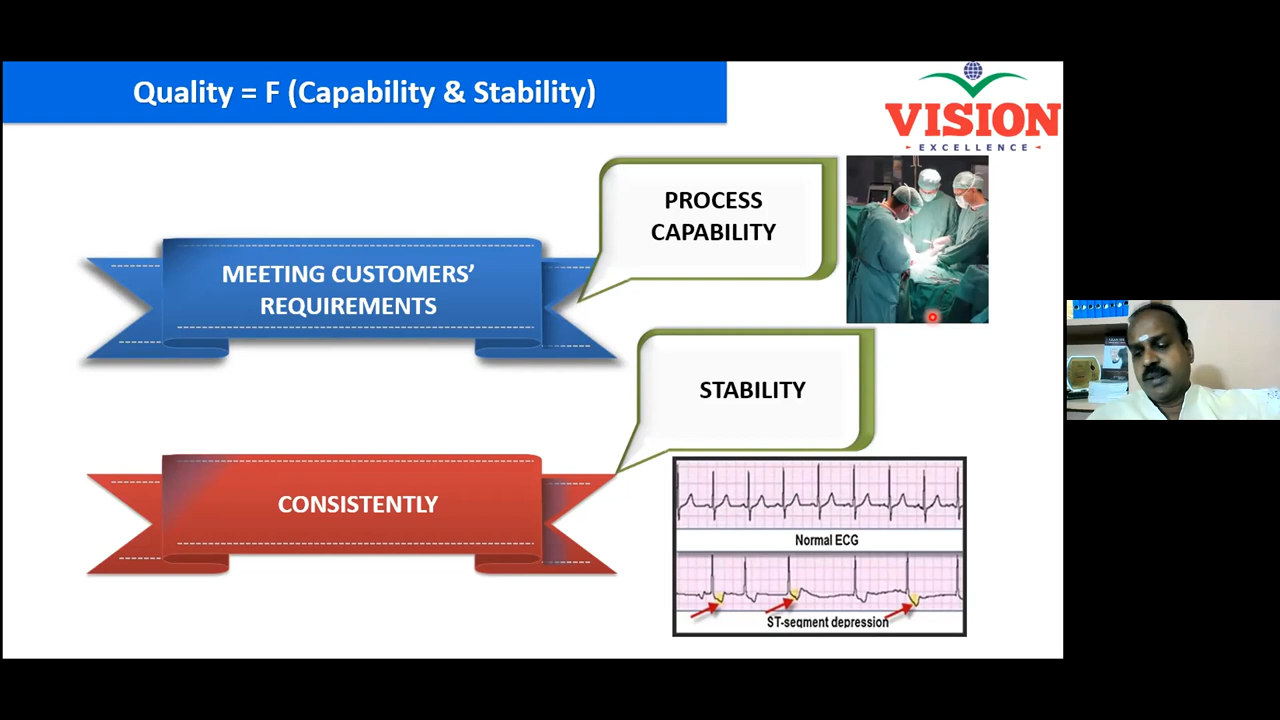 Quality = F (Capability & Stability)
VISION
EXCELLENCE
PROCESS
CAPABILITY
MEETING CUSTOMERS’
REQUIREMENTS
STABILITY
CONSISTENTLY
Normal ECG
ST-segment depression